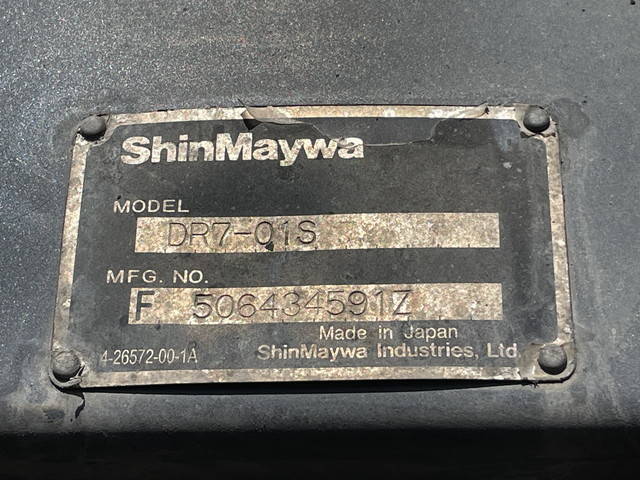 ShinMaywa
MODEL
DR7-01S
MFG. NO.
F 506434591Z
Made in Japan
4-26572-00-1A
ShinMaywa Industries, Ltd.